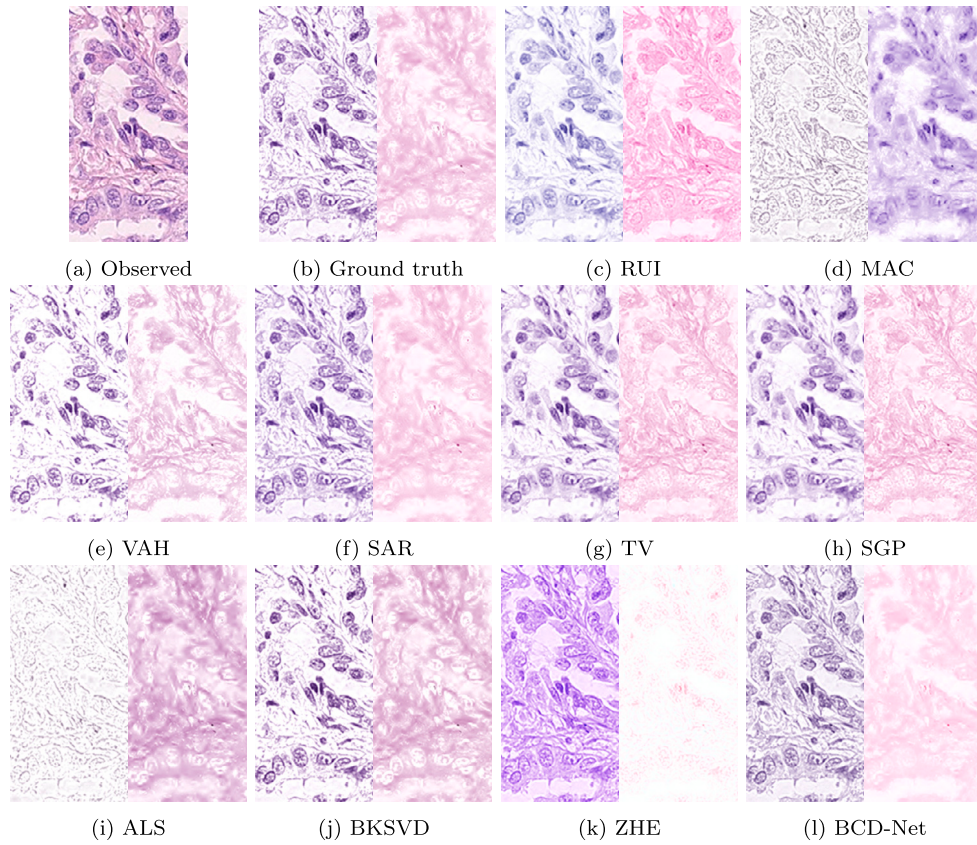 (a) Observed
(b) Ground truth
(c) RUI
(d) MAC
(e) VAH
(f) SAR
(g) TV
(h) SGP
(i) ALS
(j) BKSVD
(k) ZHE
(l) BCD-Net